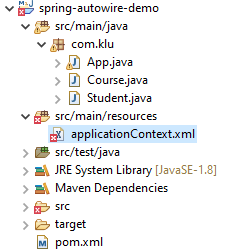 spring-autowire-demo
src/main/java
com.klu
App.java
Course.java
Student.java
src/main/resources
applicationContext.xml
src/test/java
JRE System Library [JavaSE-1.8]
Maven Dependencies
src
target
pom.xml